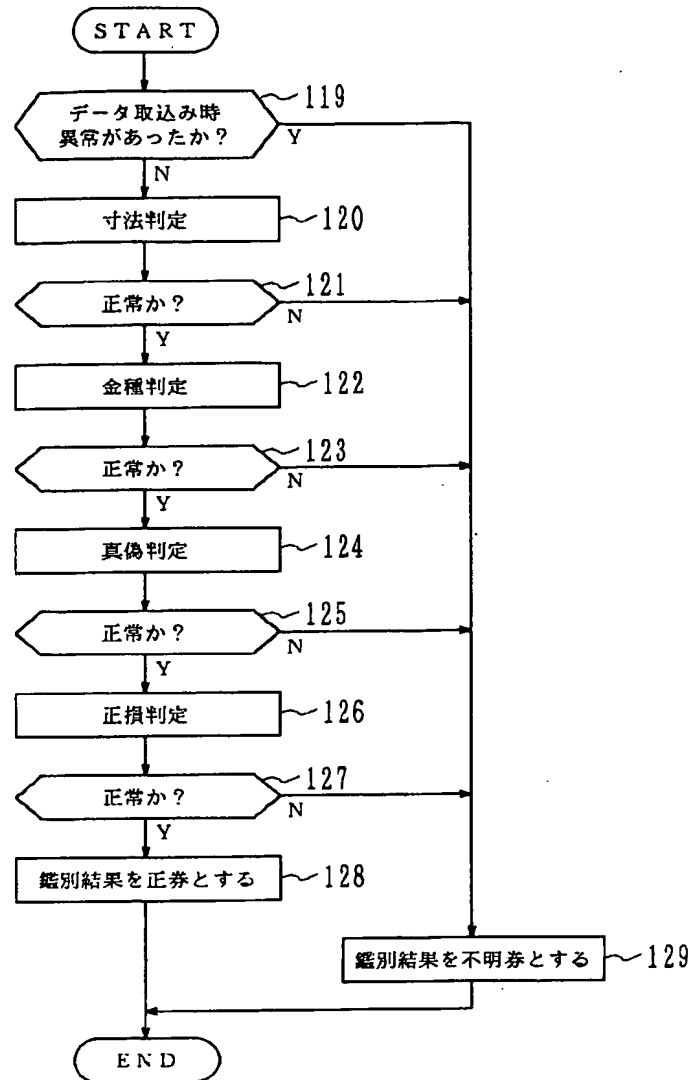 START
データ取込み時
異常があったか？
119
Y
N
寸法判定
120
正常か？
121
N
Y
金種判定
122
正常か？
123
N
Y
真偽判定
124
正常か？
125
N
Y
正損判定
126
正常か？
127
N
Y
鑑別結果を正券とする
128
鑑別結果を不明券とする
129
END